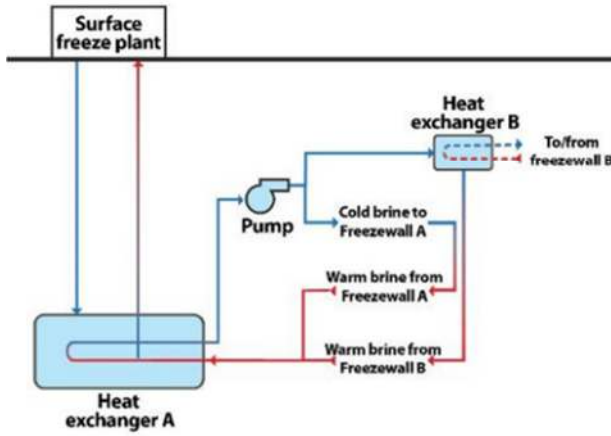 Surface
freeze plant
Heat
exchanger B
To/from
freezewall B
Pump
Cold brine to
Freezewall A
Warm brine from
Freezewall A
Warm brine from
Freezewall B
Heat
exchanger A